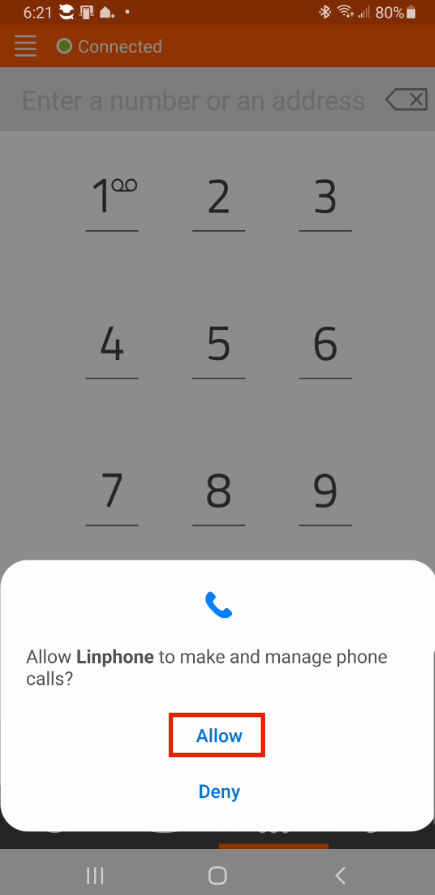 6:21 80%
Connected
Enter a number or an address
1 2 3
4 5 6
7 8 9
Allow Linphone to make and manage phone
calls?
Allow
Deny